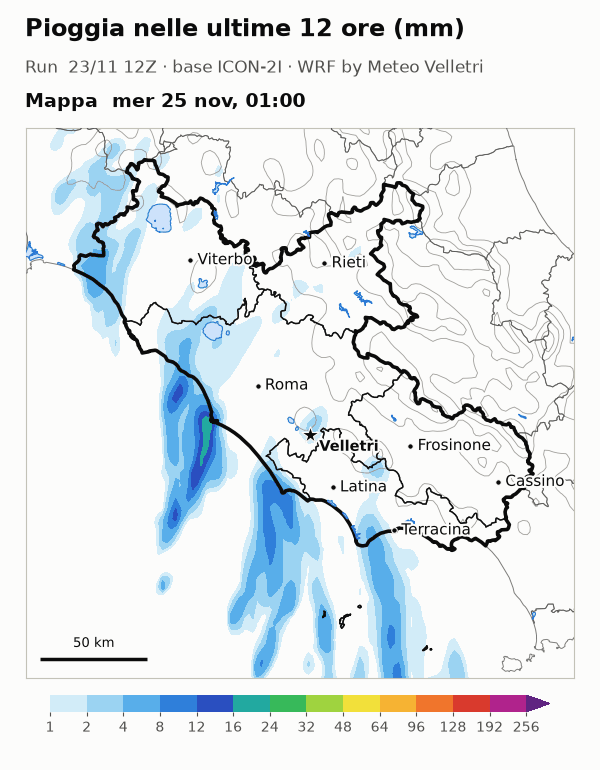 Pioggia nelle ultime 12 ore (mm)
Run  23/11 12Z · base ICON-2I · WRF by Meteo Velletri
Mappa  mer 25 nov, 01:00
Viterbo
Rieti
Roma
Velletri
Frosinone
Latina
Cassino
Terracina
50 km
1 2 4 8 12 16 24 32 48 64 96 128 192 256